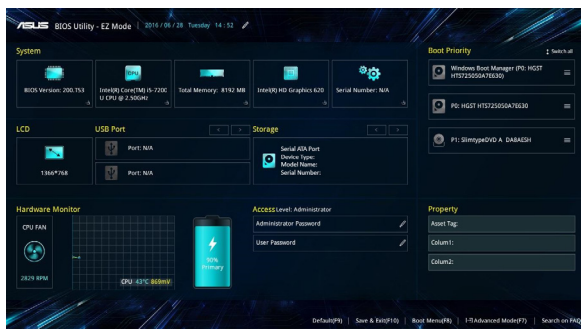 ASUS BIOS Utility - EZ Mode 2016/06/28 Tuesday 14:52
System
BIOS Version: 200.153
Intel(R) Core(TM) i5-7200
U CPU @ 2.50GHz
Total Memory: 8192 MB
Intel(R) HD Graphics 620
Serial Number: N/A
LCD
1366*768
USB Port
Port: N/A
Port: N/A
Storage
Serial ATA Port
Device Type:
Model Name:
Serial Number:
Hardware Monitor
CPU FAN
2829 RPM
CPU 43°C 869mV
90%
Primary
Access Level: Administrator
Administrator Password
User Password
Boot Priority
Switch all
Windows Boot Manager (P0: HGST
HTS725050A7E630)
P0: HGST HTS725050A7E630
P1: SlimtypeDVD A DA8AESH
Property
Asset Tag:
Colum1:
Colum2:
Default(F9) | Save & Exit(F10) | Boot Menu(F8) | Advanced Mode(F7) | Search on FAQ